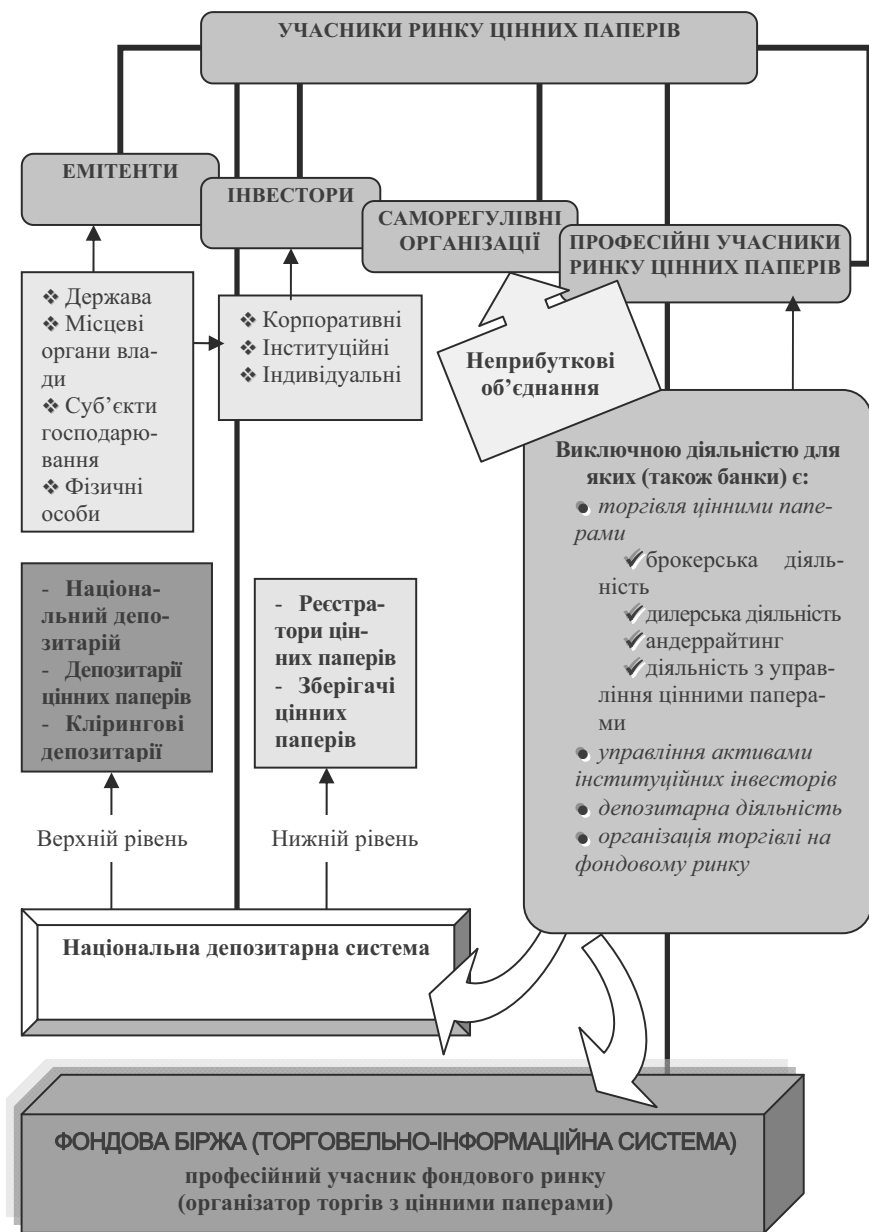 УЧАСНИКИ РИНКУ ЦІННИХ ПАПЕРІВ
ЕМІТЕНТИ
ІНВЕСТОРИ
САМОРЕГУЛІВНІ
ОРГАНІЗАЦІЇ
ПРОФЕСІЙНІ УЧАСНИКИ
РИНКУ ЦІННИХ ПАПЕРІВ
❖ Держава
❖ Місцеві
органи вла-
ди
❖ Суб’єкти
господарю-
вання
❖ Фізичні
особи
❖ Корпоративні
❖ Інституційні
❖ Індивідуальні
Неприбуткові
об’єднання
Виключною діяльністю для
яких (також банки) є:
● торгівля цінними папе-
рами
✔брокерська діяль-
ність
✔дилерська діяльність
✔андеррайтинг
✔діяльність з управ-
ління цінними папера-
ми
● управління активами
інституційних інвесторів
● депозитарна діяльність
● організація торгівлі на
фондовому ринку
- Націона-
льний депо-
зитарій
- Депозитарії
цінних паперів
- Клірингові
депозитарії
- Реєстра-
тори цін-
них паперів
- Зберігачі
цінних
паперів
Верхній рівень
Нижній рівень
Національна депозитарна система
ФОНДОВА БІРЖА (ТОРГОВЕЛЬНО-ІНФОРМАЦІЙНА СИСТЕМА)
професійний учасник фондового ринку
(організатор торгів з цінними паперами)